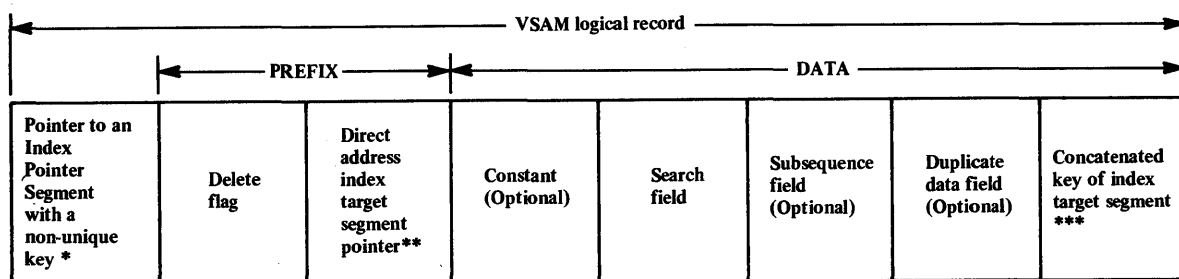 VSAM logical record
PREFIX
DATA
Pointer to an
Index
Pointer
Segment
with a
non-unique
key *
Delete
flag
Direct
address
index
target
segment
pointer**
Constant
(Optional)
Search
field
Subsequence
field
(Optional)
Duplicate
data field
(Optional)
Concatenated
key of index
target segment
***